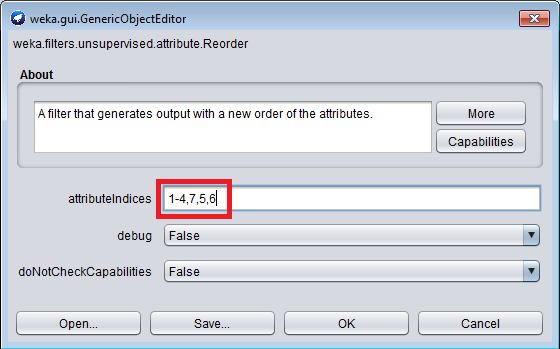 weka.gui.GenericObjectEditor
weka.filters.unsupervised.attribute.Reorder
About
A filter that generates output with a new order of the attributes.
More
Capabilities
attributeIndices 1-4,7,5,6
debug False
doNotCheckCapabilities False
Open... Save... OK Cancel